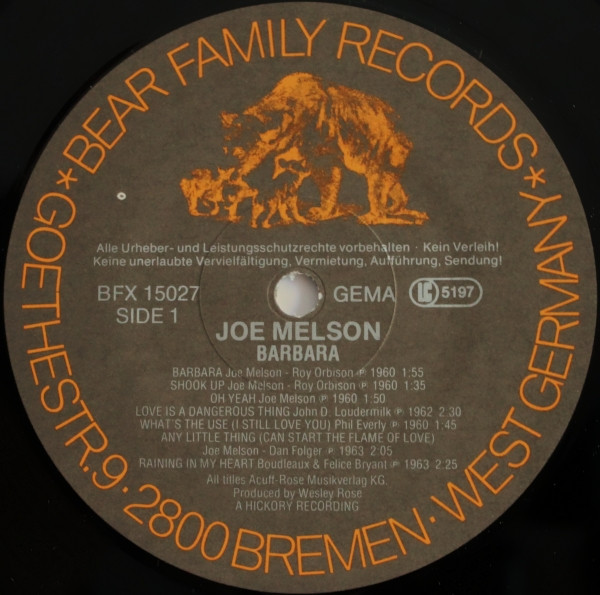 *BEAR FAMILY RECORDS*
GOETHESTR. 9 · 2800 BREMEN · WEST GERMANY
Alle Urheber- und Leistungsschutzrechte vorbehalten · Kein Verleih!
Keine unerlaubte Vervielfältigung, Vermietung, Aufführung, Sendung!
BFX 15027 GEMA LC 5197
SIDE 1
JOE MELSON
BARBARA
BARBARA Joe Melson - Roy Orbison ℗ 1960 1:55
SHOOK UP Joe Melson - Roy Orbison ℗ 1960 1:35
OH YEAH Joe Melson ℗ 1960 1:50
LOVE IS A DANGEROUS THING John D. Loudermilk ℗ 1962 2.30
WHAT'S THE USE (I STILL LOVE YOU) Phil Everly ℗ 1960 1:45
ANY LITTLE THING (CAN START THE FLAME OF LOVE)
Joe Melson - Dan Folger ℗ 1963 2:05
RAINING IN MY HEART Boudleaux & Felice Bryant ℗ 1963 2:25
All titles Acuff-Rose Musikverlag KG.
Produced by Wesley Rose
A HICKORY RECORDING